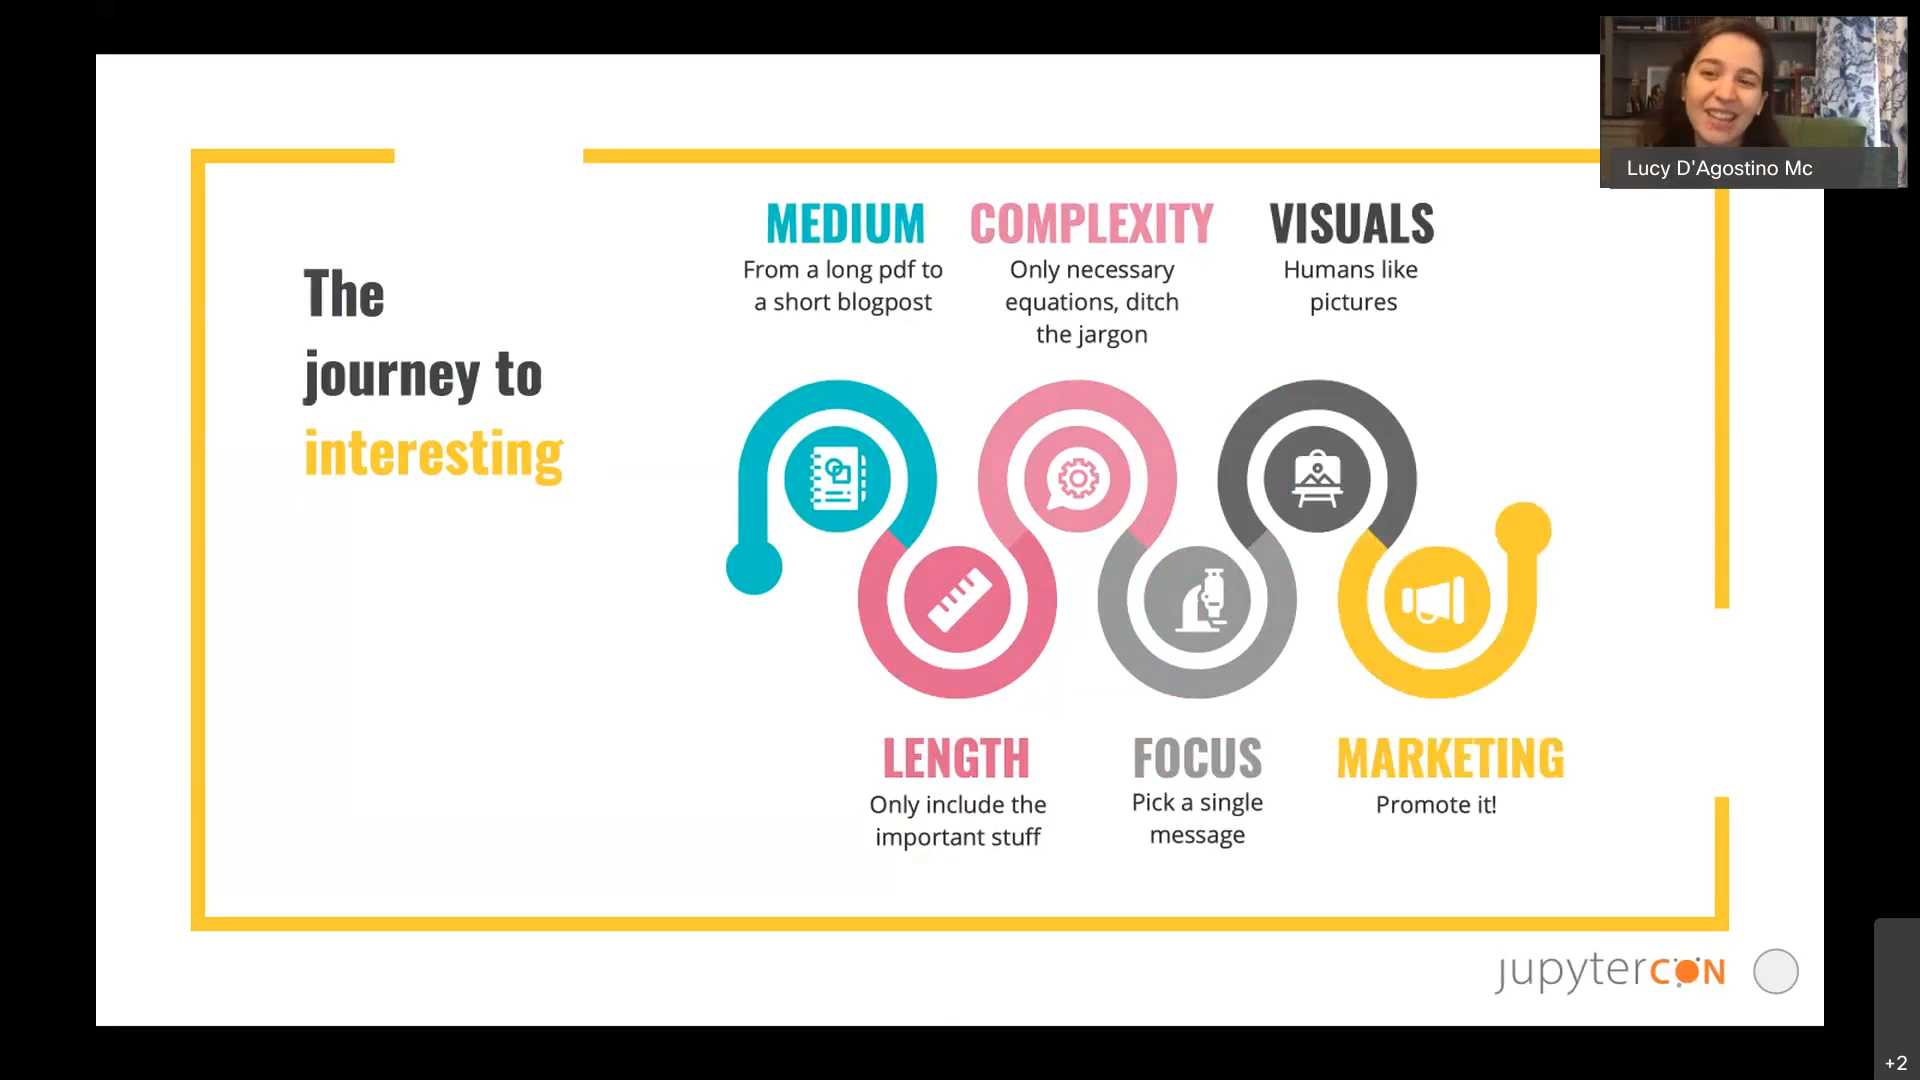 Lucy D'Agostino Mc
The
journey to
interesting
MEDIUM
From a long pdf to
a short blogpost
COMPLEXITY
Only necessary
equations, ditch
the jargon
VISUALS
Humans like
pictures
LENGTH
Only include the
important stuff
FOCUS
Pick a single
message
MARKETING
Promote it!
jupytercon
+2